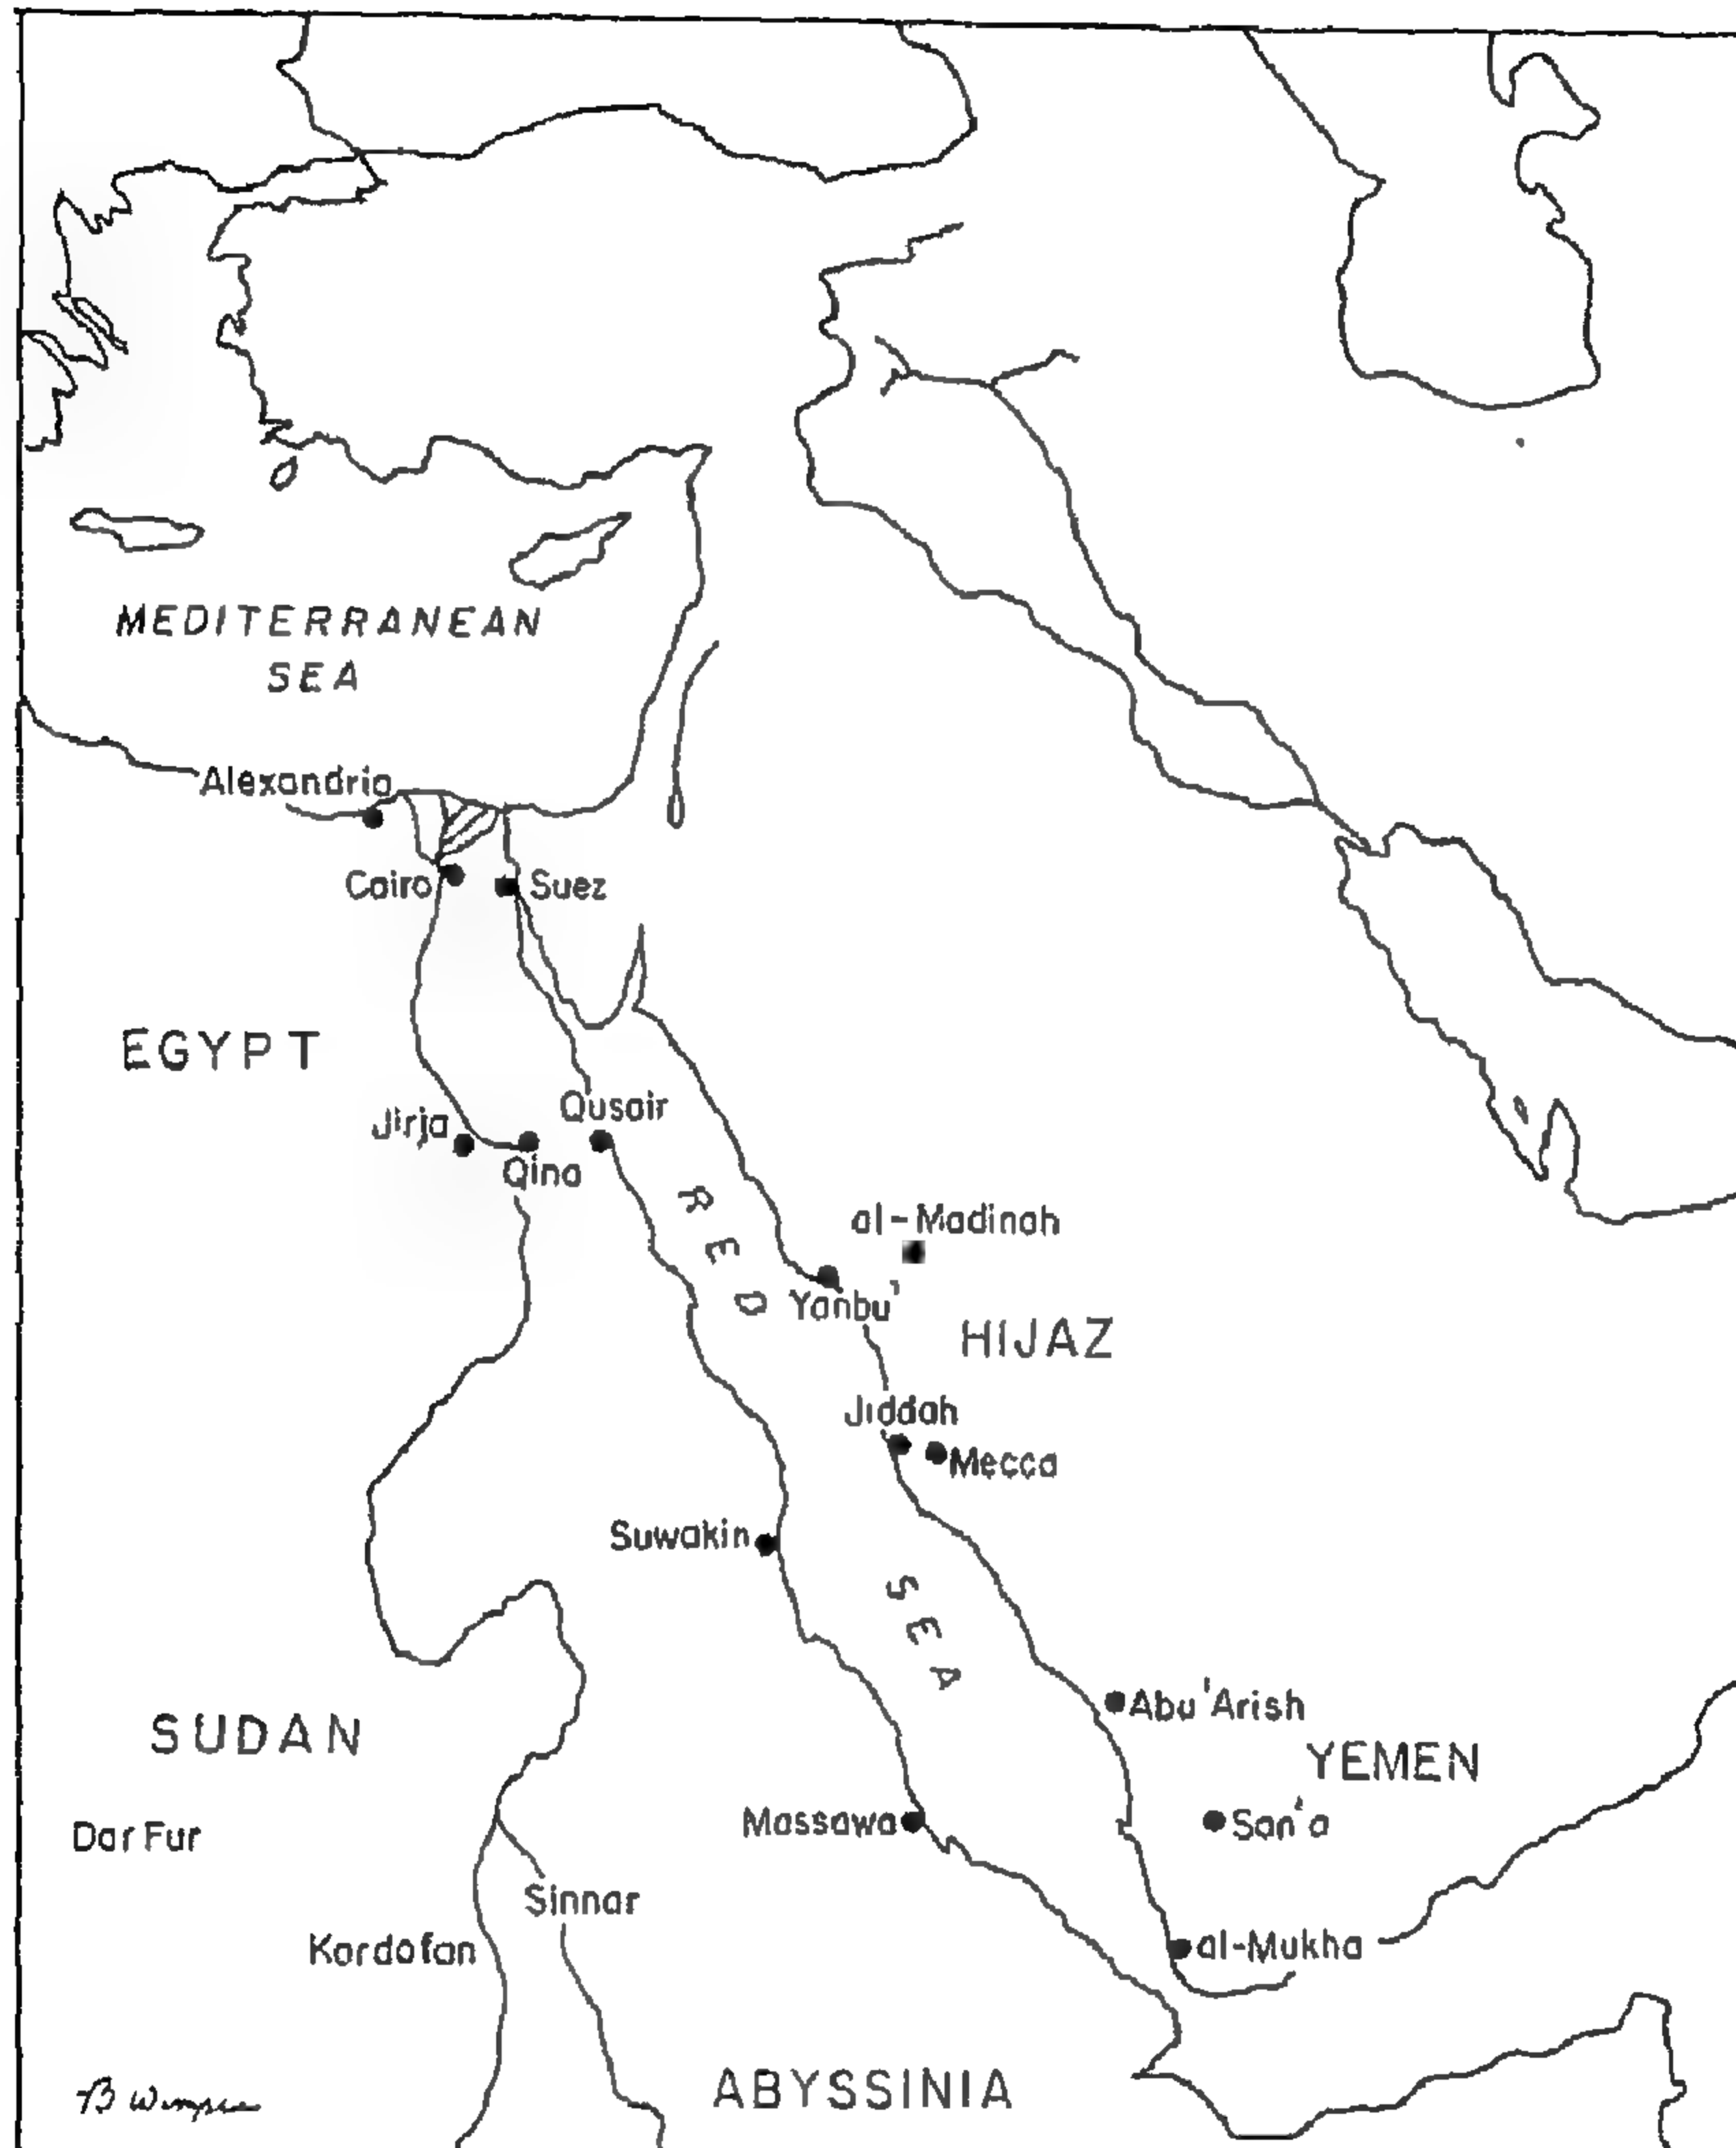 MEDITERRANEAN
SEA
Alexandria
Cairo
Suez
EGYPT
Qusair
Jirja
Qina
RED
al-Madinah
Yanbu'
HIJAZ
Jiddah
Mecca
Suwakin
SEA
Abu 'Arish
SUDAN
YEMEN
Massawa
San'a
Dar Fur
Sinnar
Kordofan
al-Mukha
ABYSSINIA